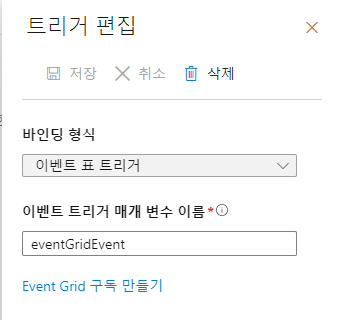 트리거 편집
저장 취소 삭제
바인딩 형식
이벤트 표 트리거
이벤트 트리거 매개 변수 이름*
eventGridEvent
Event Grid 구독 만들기